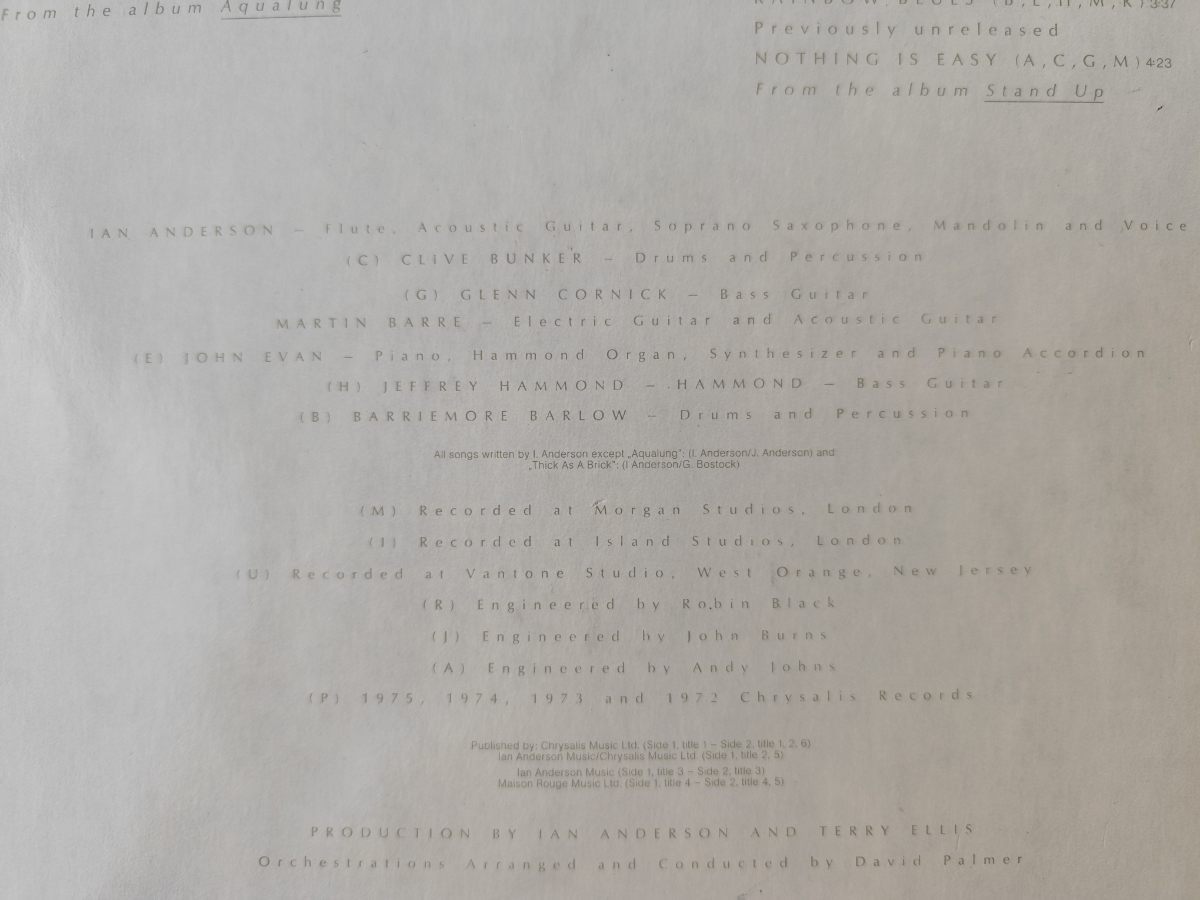 From the album Aqualung
RAINBOW BLUES (B,E,H,M,R) 3:37
Previously unreleased
NOTHING IS EASY (A,C,G,M) 4:23
From the album Stand Up
IAN ANDERSON – Flute, Acoustic Guitar, Soprano Saxophone, Mandolin and Voice
(C) CLIVE BUNKER – Drums and Percussion
(G) GLENN CORNICK – Bass Guitar
MARTIN BARRE – Electric Guitar and Acoustic Guitar
(E) JOHN EVAN – Piano, Hammond Organ, Synthesizer and Piano Accordion
(H) JEFFREY HAMMOND – HAMMOND – Bass Guitar
(B) BARRIEMORE BARLOW – Drums and Percussion
All songs written by I. Anderson except „Aqualung": (I. Anderson/J. Anderson) and
„Thick As A Brick": (I Anderson/G. Bostock)
(M) Recorded at Morgan Studios, London
(I) Recorded at Island Studios, London
(U) Recorded at Vantone Studio, West Orange, New Jersey
(R) Engineered by Robin Black
(J) Engineered by John Burns
(A) Engineered by Andy Johns
(P) 1975, 1974, 1973 and 1972 Chrysalis Records
Published by: Chrysalis Music Ltd. (Side 1, title 1 – Side 2, title 1, 2, 6)
Ian Anderson Music/Chrysalis Music Ltd. (Side 1, title 2, 5)
Ian Anderson Music (Side 1, title 3 – Side 2, title 3)
Maison Rouge Music Ltd. (Side 1, title 4 – Side 2, title 4, 5)
PRODUCTION BY IAN ANDERSON AND TERRY ELLIS
Orchestrations Arranged and Conducted by David Palmer